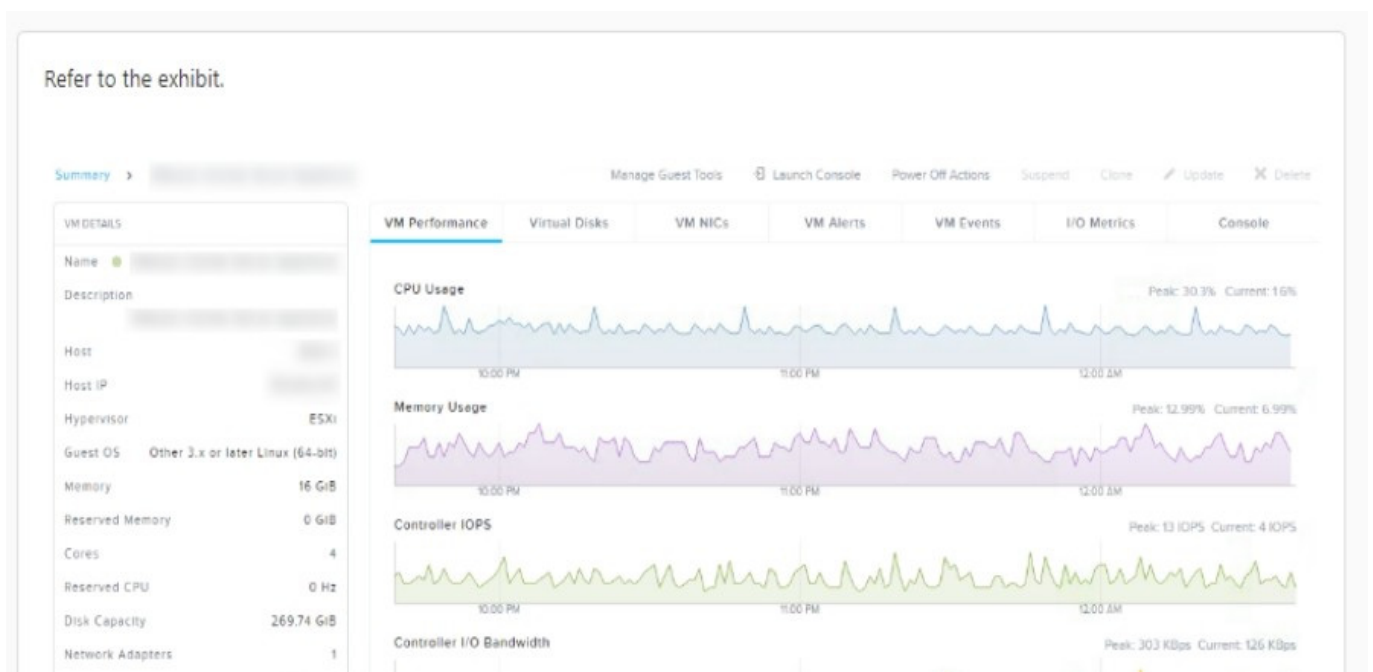 Refer to the exhibit.
Summary >
Manage Guest Tools Launch Console Power Off Actions Suspend Clone Update Delete
VM DETAILS
Name
Description
Host
Host IP
Hypervisor ESXi
Guest OS Other 3.x or later Linux (64-bit)
Memory 16 GiB
Reserved Memory 0 GiB
Cores 4
Reserved CPU 0 Hz
Disk Capacity 269.74 GiB
Network Adapters 1
VM Performance Virtual Disks VM NICs VM Alerts VM Events I/O Metrics Console
CPU Usage Peak: 30.3% Current: 16%
10:00 PM 11:00 PM 12:00 AM
Memory Usage Peak: 12.99% Current: 6.99%
10:00 PM 11:00 PM 12:00 AM
Controller IOPS Peak: 13 IOPS Current: 4 IOPS
10:00 PM 11:00 PM 12:00 AM
Controller I/O Bandwidth Peak: 303 KBps Current: 126 KBps